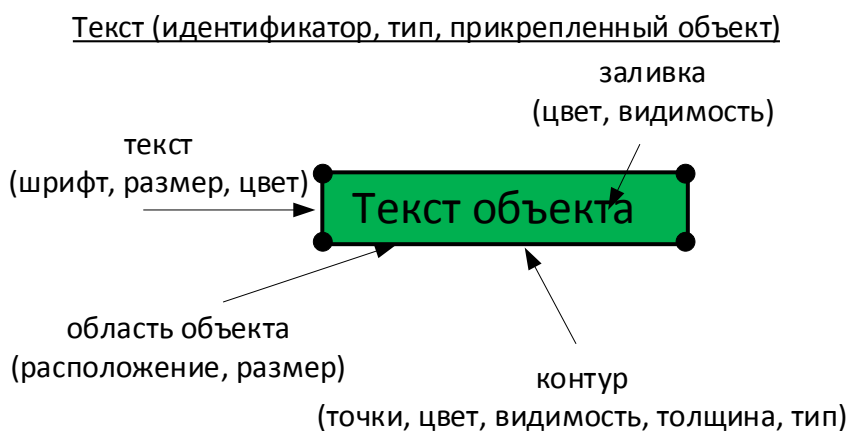 Текст (идентификатор, тип, прикрепленный объект)
заливка
(цвет, видимость)
текст
(шрифт, размер, цвет)
Текст объекта
область объекта
(расположение, размер)
контур
(точки, цвет, видимость, толщина, тип)